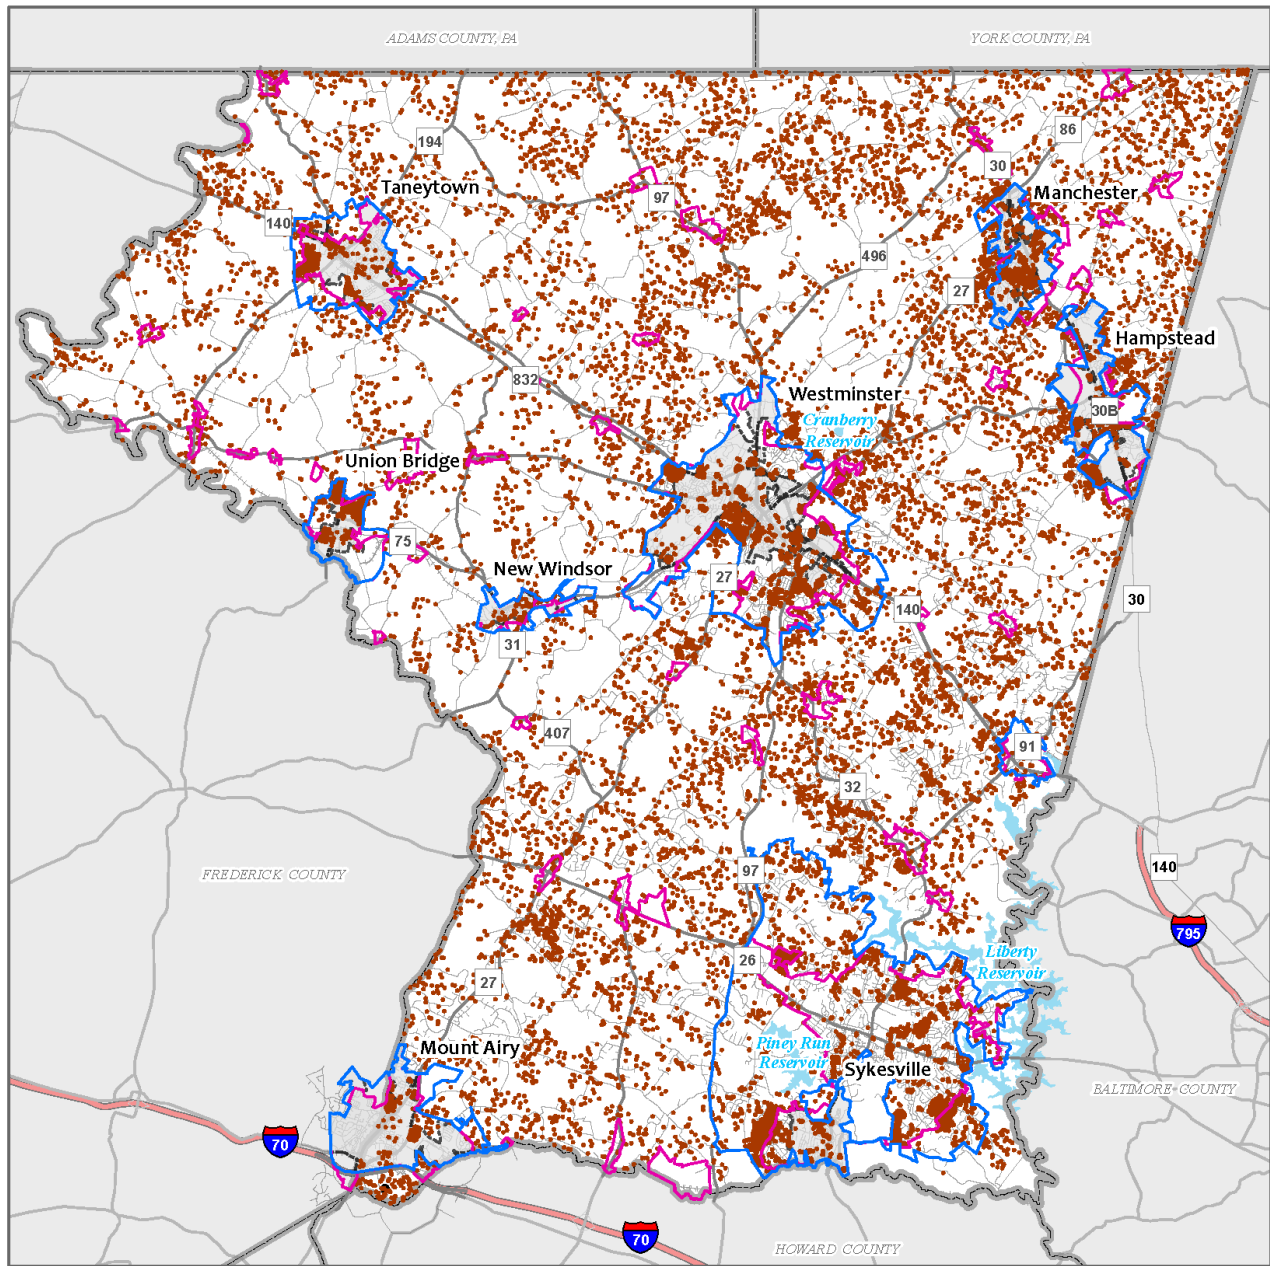 ADAMS COUNTY, PA
YORK COUNTY, PA
86
194
30
Taneytown
Manchester
97
140
496
27
Hampstead
832
Westminster
30B
Cranberry
Reservoir
Union Bridge
75
New Windsor
27
30
140
31
407
91
32
140
97
FREDERICK COUNTY
795
26
Liberty
Reservoir
27
Piney Run
Reservoir
Mount Airy
Sykesville
BALTIMORE COUNTY
70
70
HOWARD COUNTY